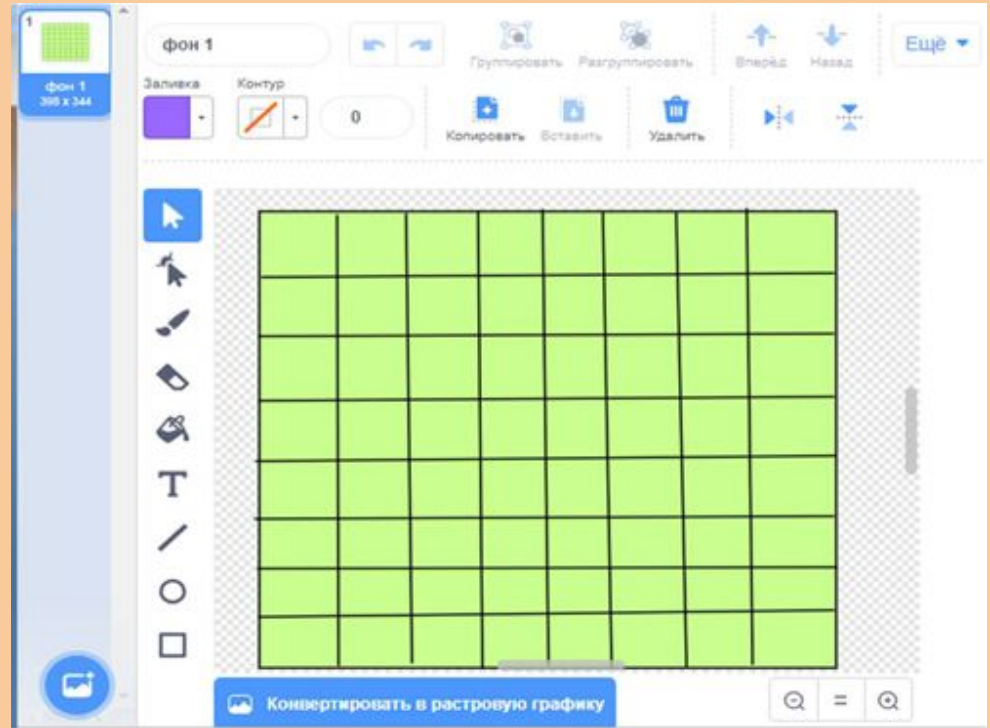 1
фон 1
398 x 344
фон 1
Группировать
Разгруппировать
Вперёд
Назад
Ещё
Заливка
Контур
0
Копировать
Вставить
Удалить
T
Конвертировать в растровую графику
=